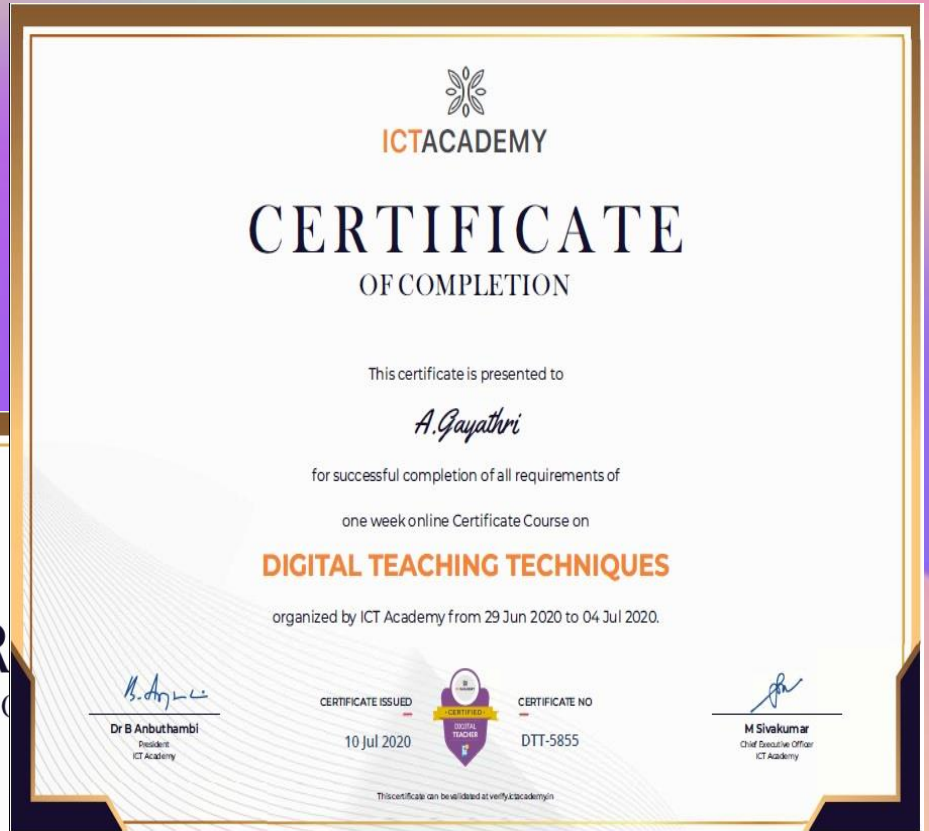 ICTACADEMY
CERTIFICATE
OF COMPLETION
This certificate is presented to
A.Gayathri
for successful completion of all requirements of
one week online Certificate Course on
DIGITAL TEACHING TECHNIQUES
organized by ICT Academy from 29 Jun 2020 to 04 Jul 2020.
CERTIFICATE ISSUED
10 Jul 2020
CERTIFIED
DIGITAL
TEACHER
CERTIFICATE NO
DTT-5855
Dr B Anbuthambi
President
ICT Academy
M Sivakumar
Chief Executive Officer
ICT Academy
This certificate can be validated at verify.ictacademy.in